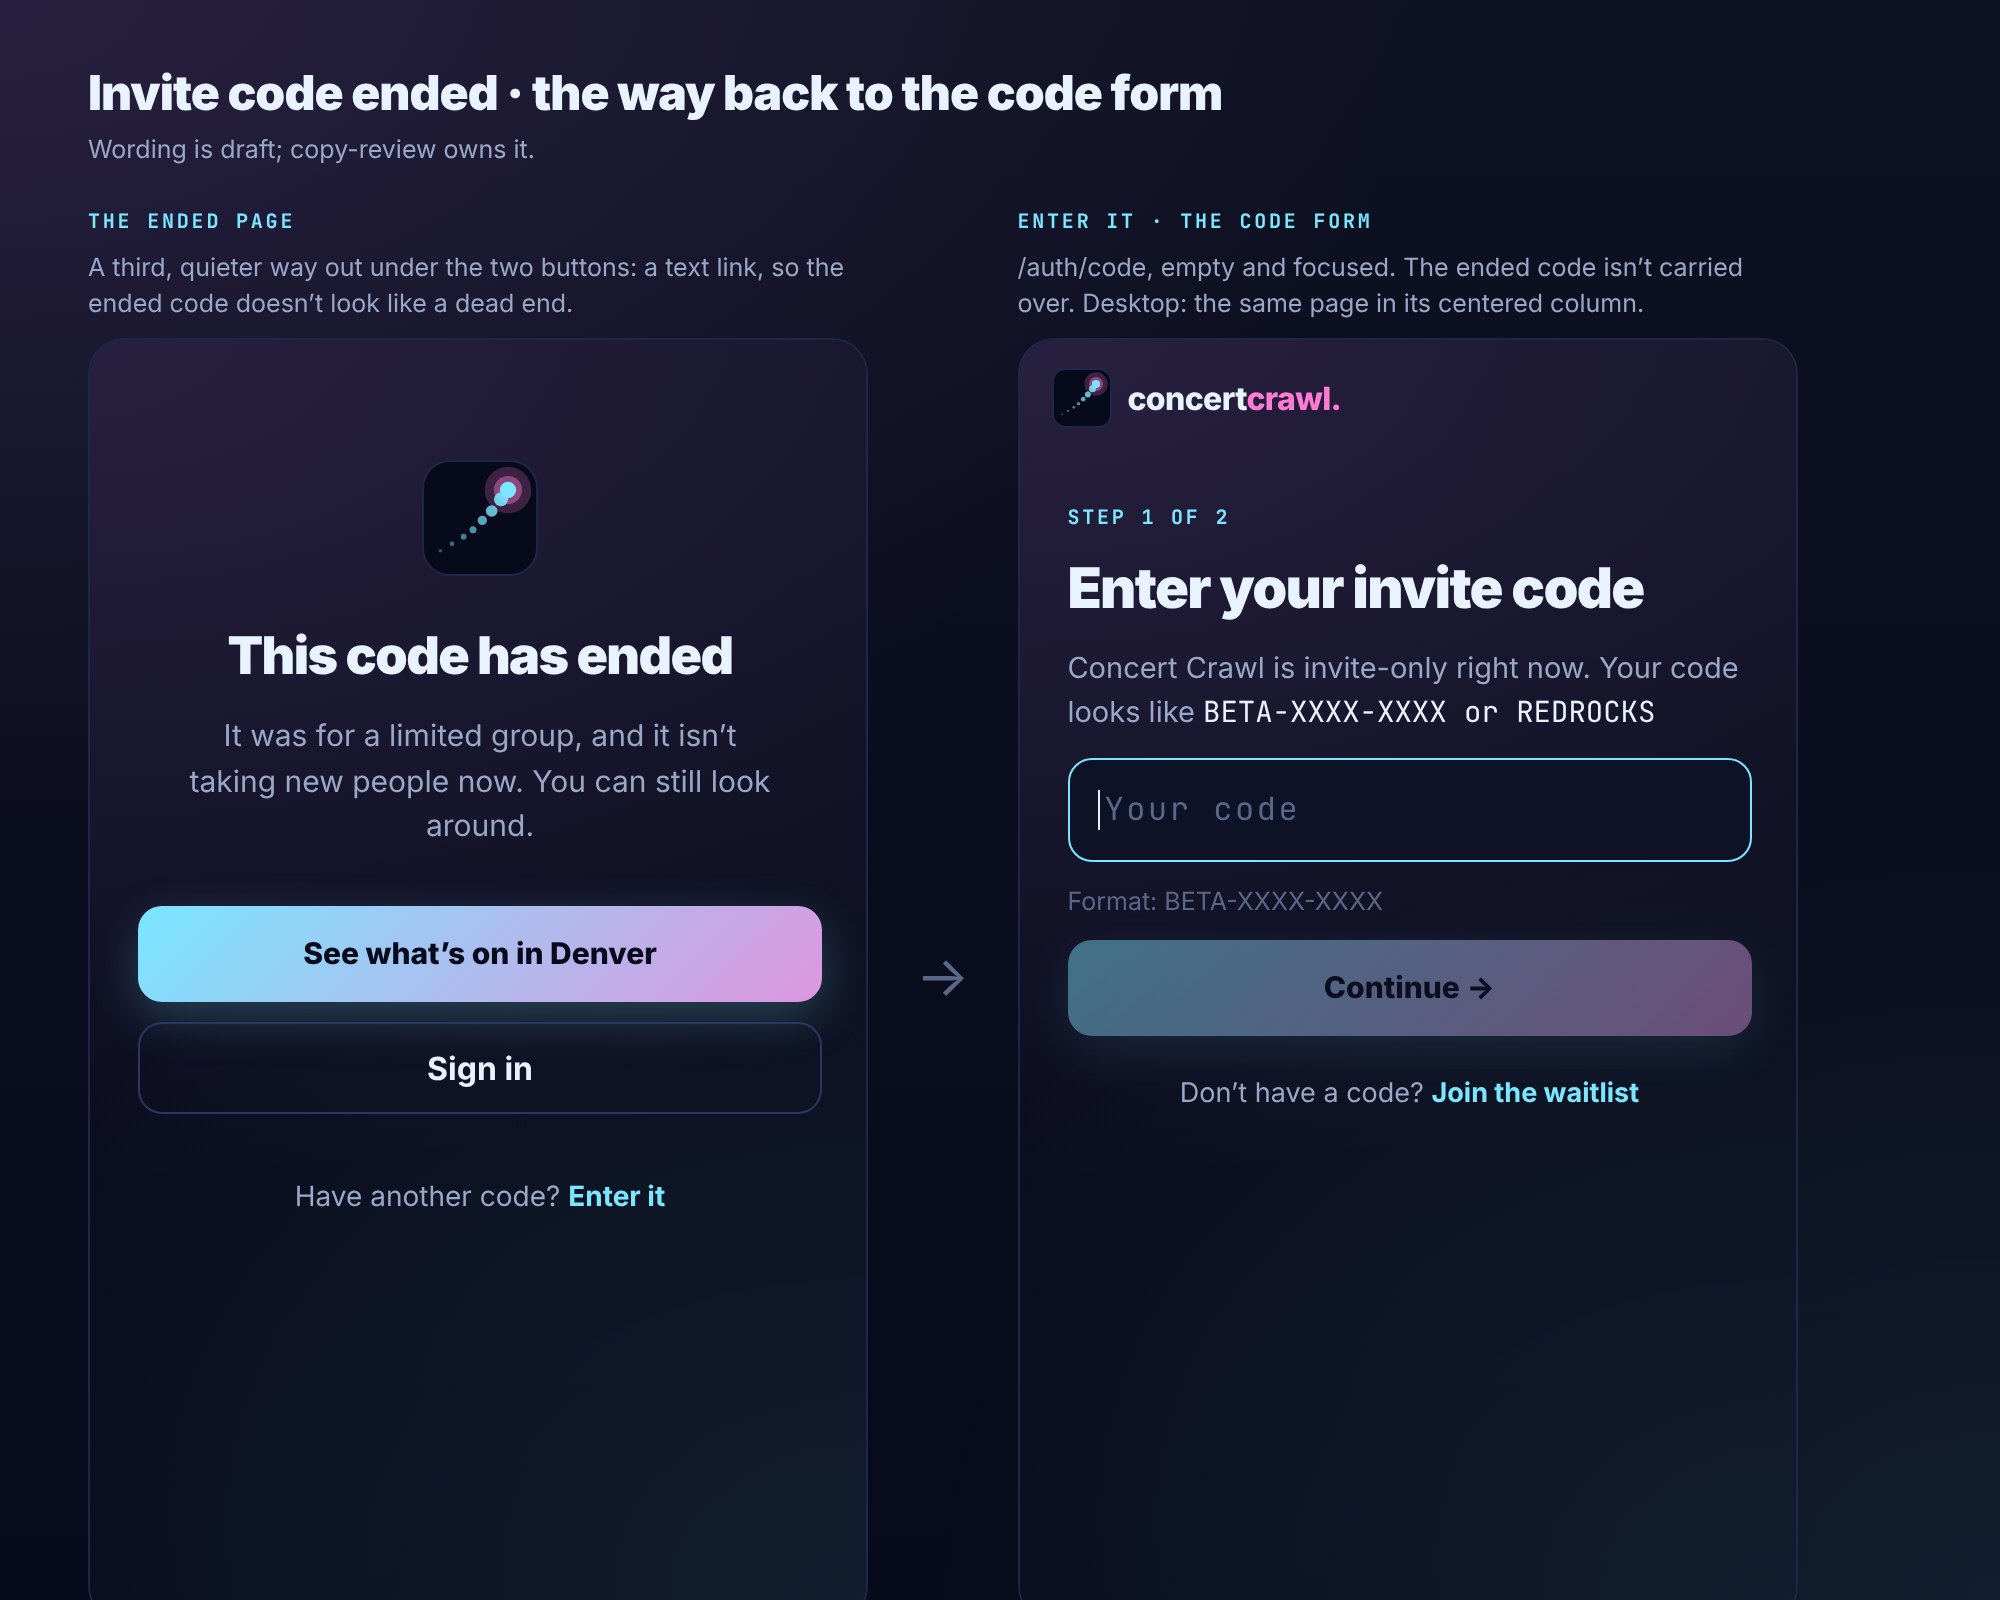 Invite code ended · the way back to the code form
Wording is draft; copy-review owns it.
THE ENDED PAGE
A third, quieter way out under the two buttons: a text link, so the
ended code doesn’t look like a dead end.
This code has ended
It was for a limited group, and it isn’t
taking new people now. You can still look
around.
See what’s on in Denver
Sign in
Have another code? Enter it
→
ENTER IT · THE CODE FORM
/auth/code, empty and focused. The ended code isn’t carried
over. Desktop: the same page in its centered column.
concertcrawl.
STEP 1 OF 2
Enter your invite code
Concert Crawl is invite-only right now. Your code
looks like BETA-XXXX-XXXX or REDROCKS
Your code
Format: BETA-XXXX-XXXX
Continue →
Don’t have a code? Join the waitlist